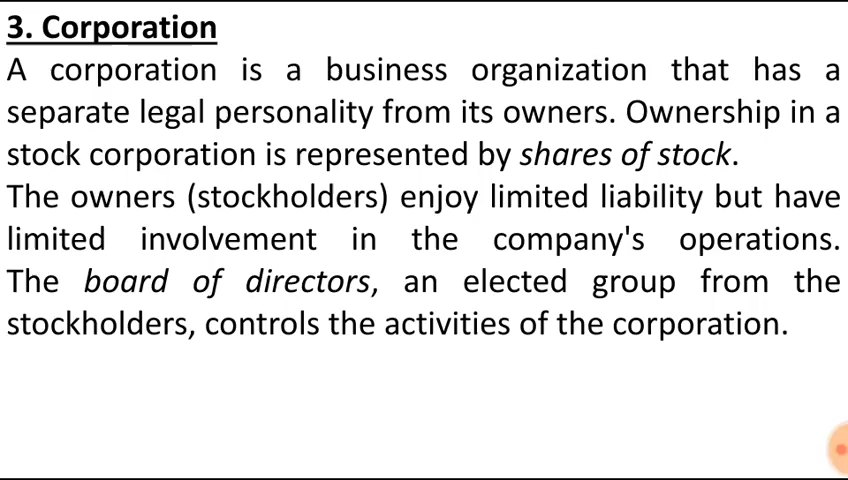 3. Corporation
A corporation is a business organization that has a
separate legal personality from its owners. Ownership in a
stock corporation is represented by shares of stock.
The owners (stockholders) enjoy limited liability but have
limited involvement in the company's operations.
The board of directors, an elected group from the
stockholders, controls the activities of the corporation.